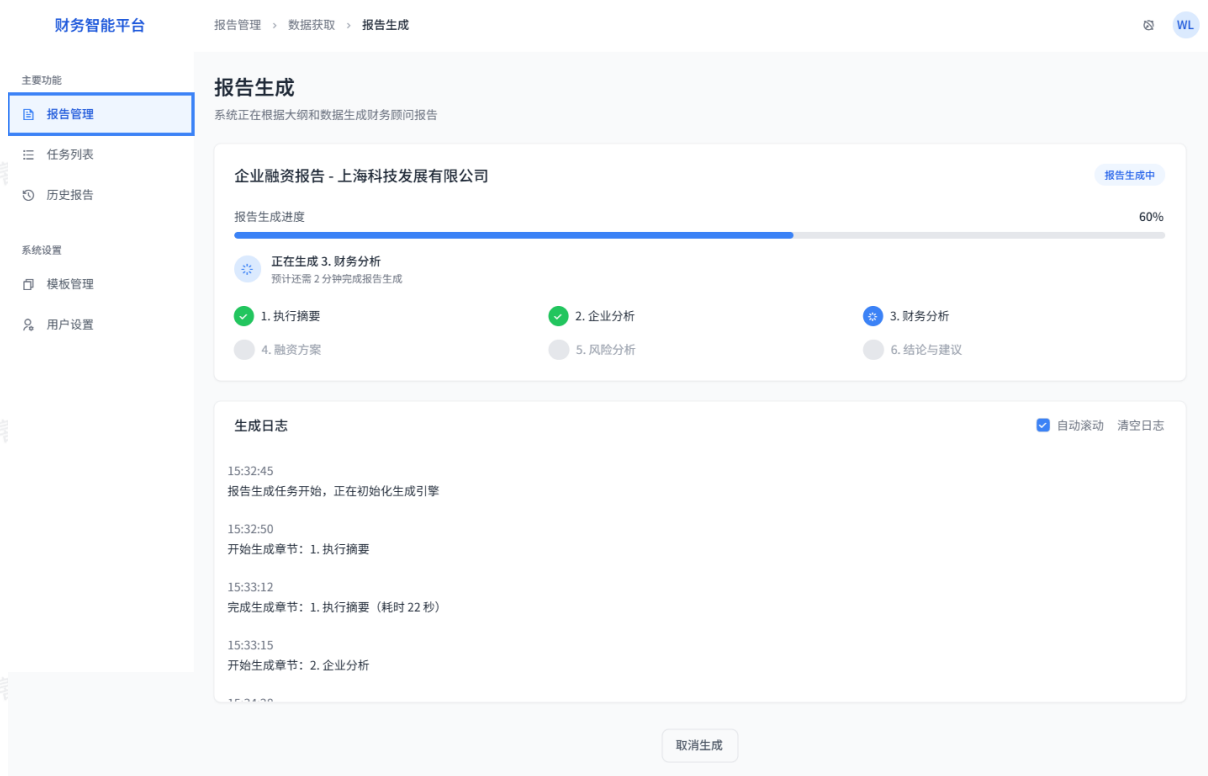 财务智能平台
报告管理 › 数据获取 › 报告生成
WL
主要功能
报告管理
任务列表
历史报告
系统设置
模板管理
用户设置
报告生成
系统正在根据大纲和数据生成财务顾问报告
企业融资报告 - 上海科技发展有限公司
报告生成中
报告生成进度
60%
正在生成 3. 财务分析
预计还需 2 分钟完成报告生成
1. 执行摘要
2. 企业分析
3. 财务分析
4. 融资方案
5. 风险分析
6. 结论与建议
生成日志
自动滚动
清空日志
15:32:45
报告生成任务开始，正在初始化生成引擎
15:32:50
开始生成章节：1. 执行摘要
15:33:12
完成生成章节：1. 执行摘要（耗时 22 秒）
15:33:15
开始生成章节：2. 企业分析
取消生成